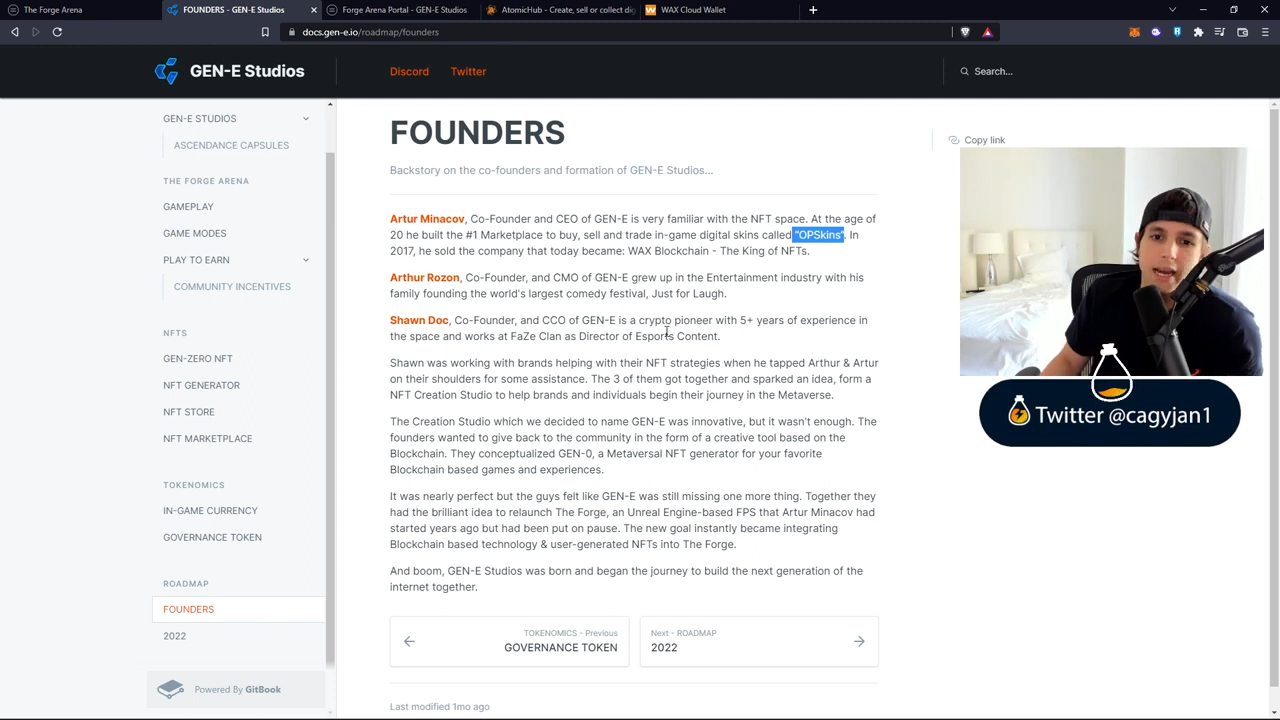 The Forge Arena
FOUNDERS - GEN-E Studios
Forge Arena Portal - GEN-E Studios
AtomicHub - Create, sell or collect dig
WAX Cloud Wallet
docs.gen-e.io/roadmap/founders
GEN-E Studios
Discord
Twitter
Search...
GEN-E STUDIOS
ASCENDANCE CAPSULES
THE FORGE ARENA
GAMEPLAY
GAME MODES
PLAY TO EARN
COMMUNITY INCENTIVES
NFTS
GEN-ZERO NFT
NFT GENERATOR
NFT STORE
NFT MARKETPLACE
TOKENOMICS
IN-GAME CURRENCY
GOVERNANCE TOKEN
ROADMAP
FOUNDERS
2022
Powered By GitBook
FOUNDERS
Copy link
Backstory on the co-founders and formation of GEN-E Studios...
Artur Minacov, Co-Founder and CEO of GEN-E is very familiar with the NFT space. At the age of
20 he built the #1 Marketplace to buy, sell and trade in-game digital skins called "OPSkins". In
2017, he sold the company that today became: WAX Blockchain - The King of NFTs.
Arthur Rozon, Co-Founder, and CMO of GEN-E grew up in the Entertainment industry with his
family founding the world's largest comedy festival, Just for Laugh.
Shawn Doc, Co-Founder, and CCO of GEN-E is a crypto pioneer with 5+ years of experience in
the space and works at FaZe Clan as Director of Esports Content.
Shawn was working with brands helping with their NFT strategies when he tapped Arthur & Artur
on their shoulders for some assistance. The 3 of them got together and sparked an idea, form a
NFT Creation Studio to help brands and individuals begin their journey in the Metaverse.
The Creation Studio which we decided to name GEN-E was innovative, but it wasn't enough. The
founders wanted to give back to the community in the form of a creative tool based on the
Blockchain. They conceptualized GEN-0, a Metaversal NFT generator for your favorite
Blockchain based games and experiences.
It was nearly perfect but the guys felt like GEN-E was still missing one more thing. Together they
had the brilliant idea to relaunch The Forge, an Unreal Engine-based FPS that Artur Minacov had
started years ago but had been put on pause. The new goal instantly became integrating
Blockchain based technology & user-generated NFTs into The Forge.
And boom, GEN-E Studios was born and began the journey to build the next generation of the
internet together.
TOKENOMICS - Previous
GOVERNANCE TOKEN
Next - ROADMAP
2022
Last modified 1mo ago
Twitter @cagyjan1